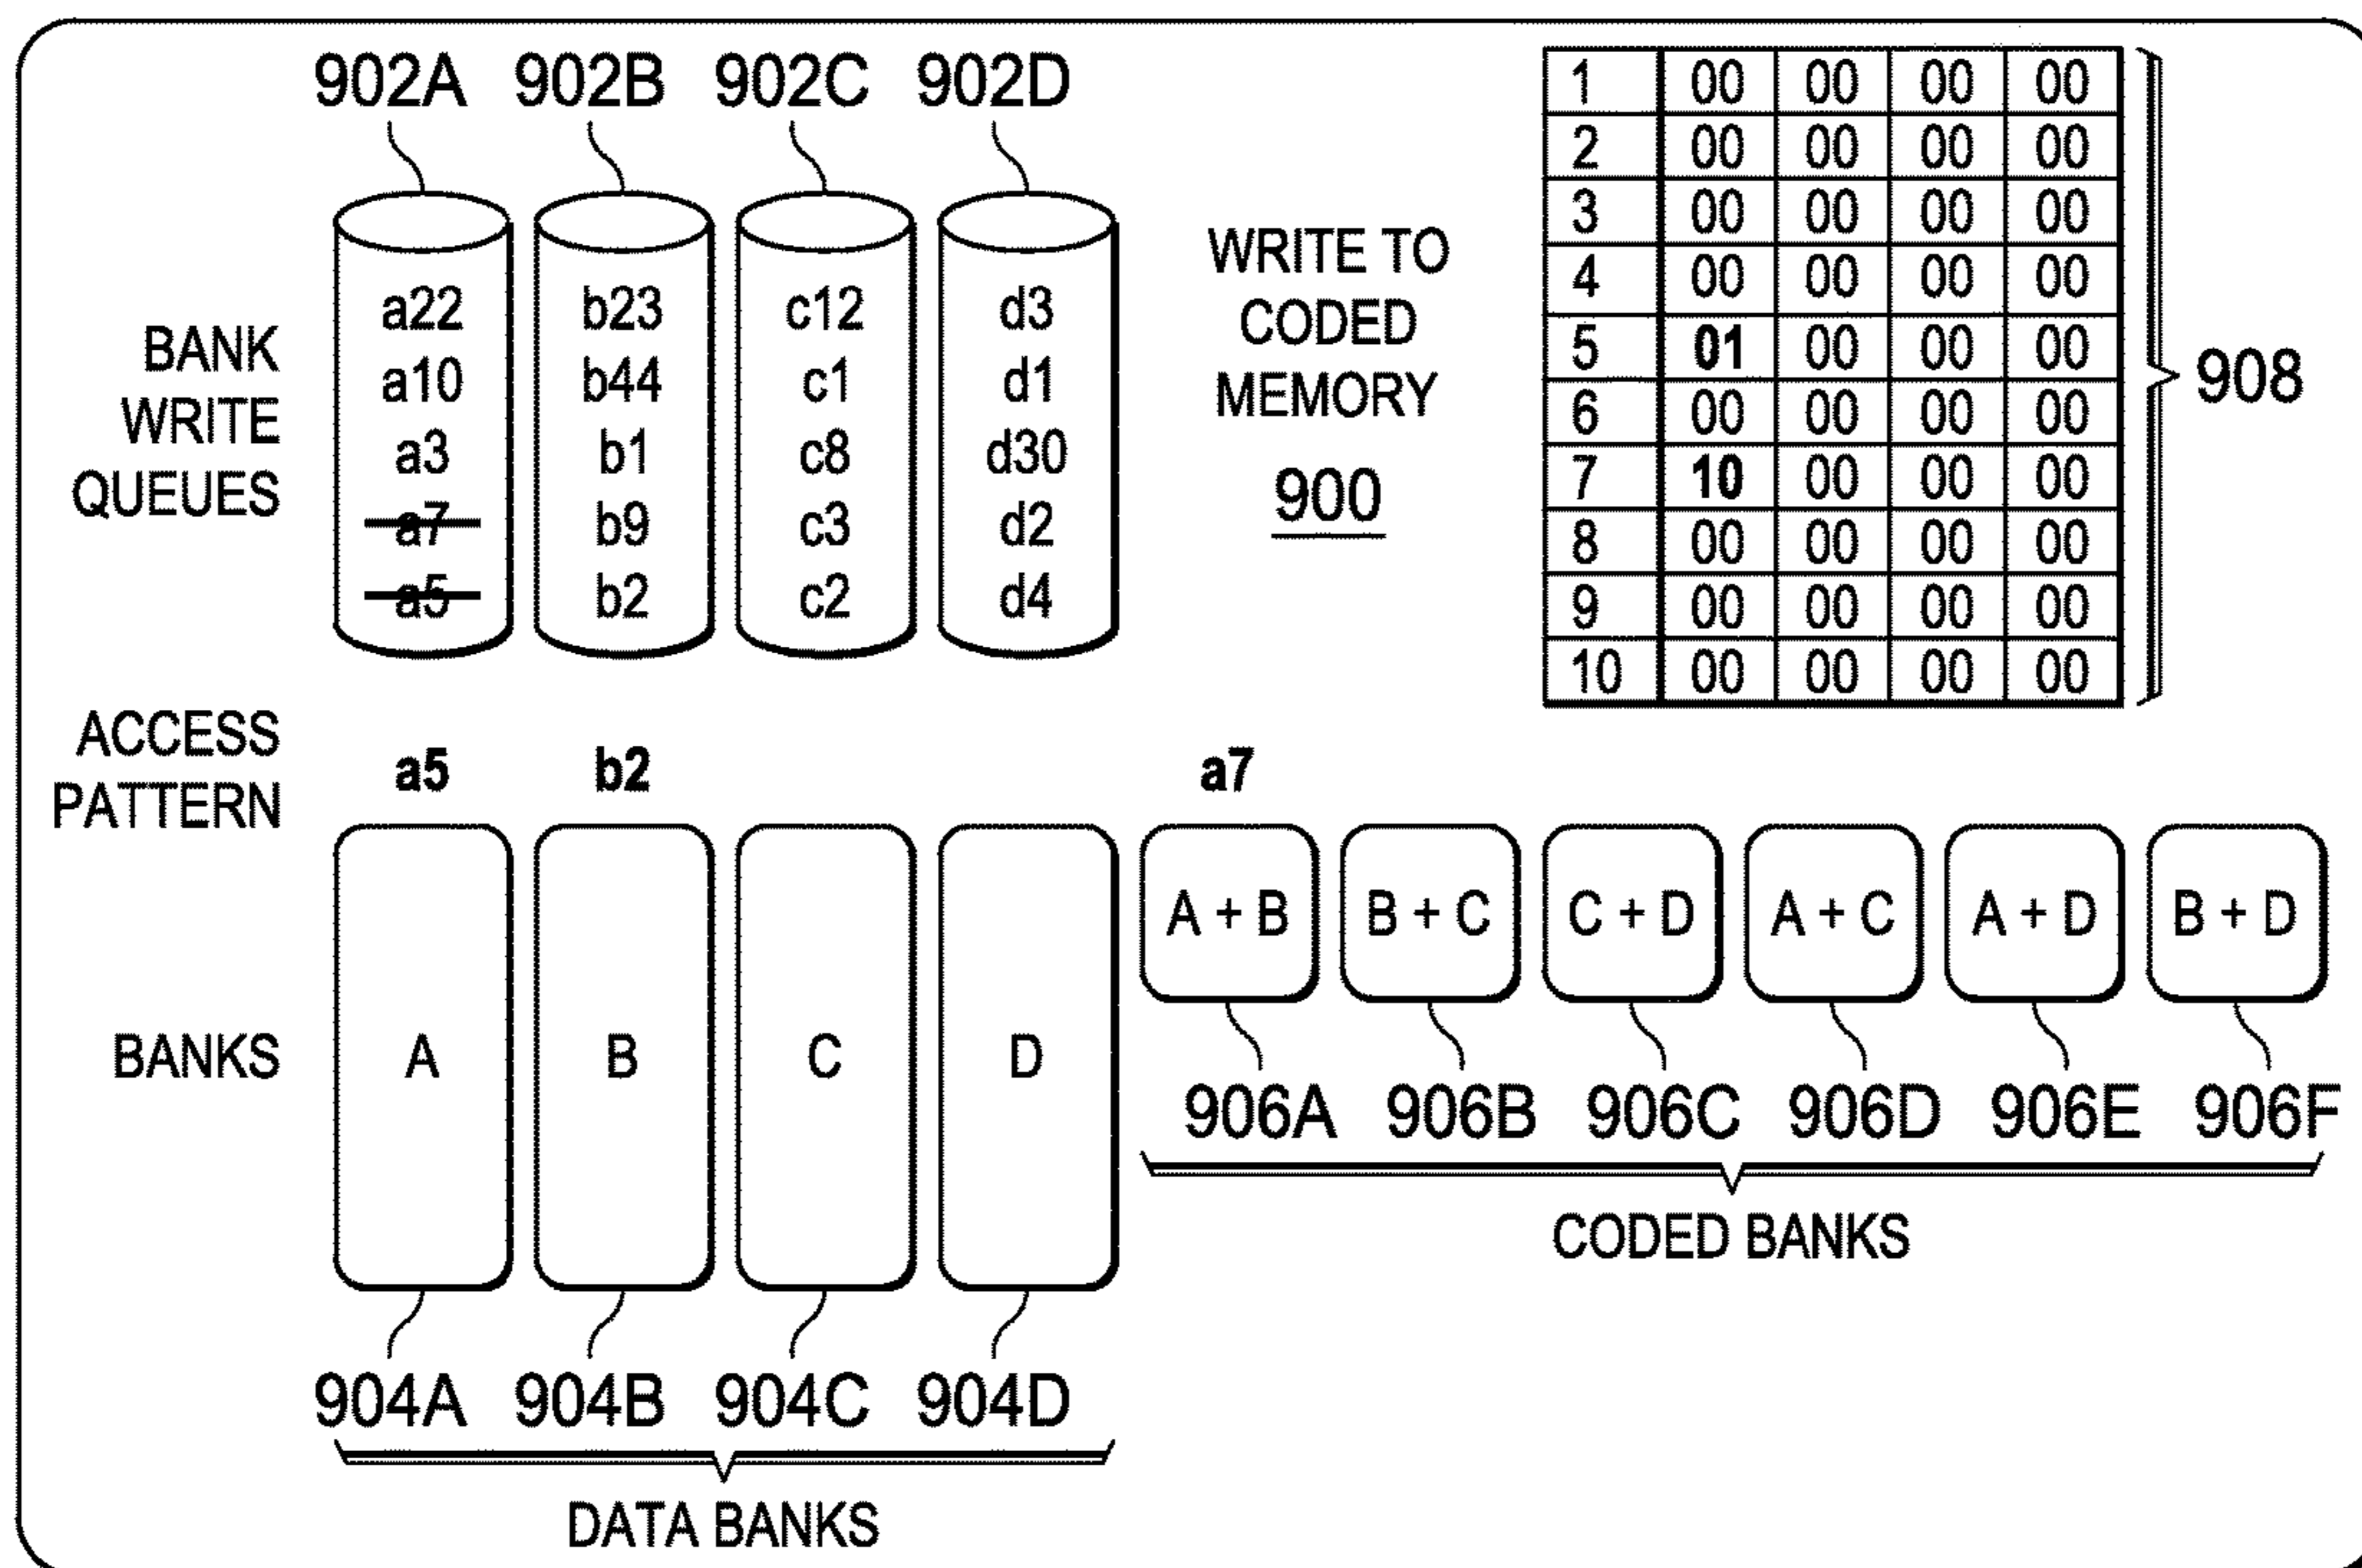 902A 902B 902C 902D
BANK
WRITE
QUEUES
a22 b23 c12 d3
a10 b44 c1 d1
a3 b1 c8 d30
a7 b9 c3 d2
a5 b2 c2 d4
WRITE TO
CODED
MEMORY
900
1 00 00 00 00
2 00 00 00 00
3 00 00 00 00
4 00 00 00 00
5 01 00 00 00
6 00 00 00 00
7 10 00 00 00
8 00 00 00 00
9 00 00 00 00
10 00 00 00 00
908
ACCESS
PATTERN
a5 b2 a7
BANKS
A B C D
A + B B + C C + D A + C A + D B + D
906A 906B 906C 906D 906E 906F
CODED BANKS
904A 904B 904C 904D
DATA BANKS